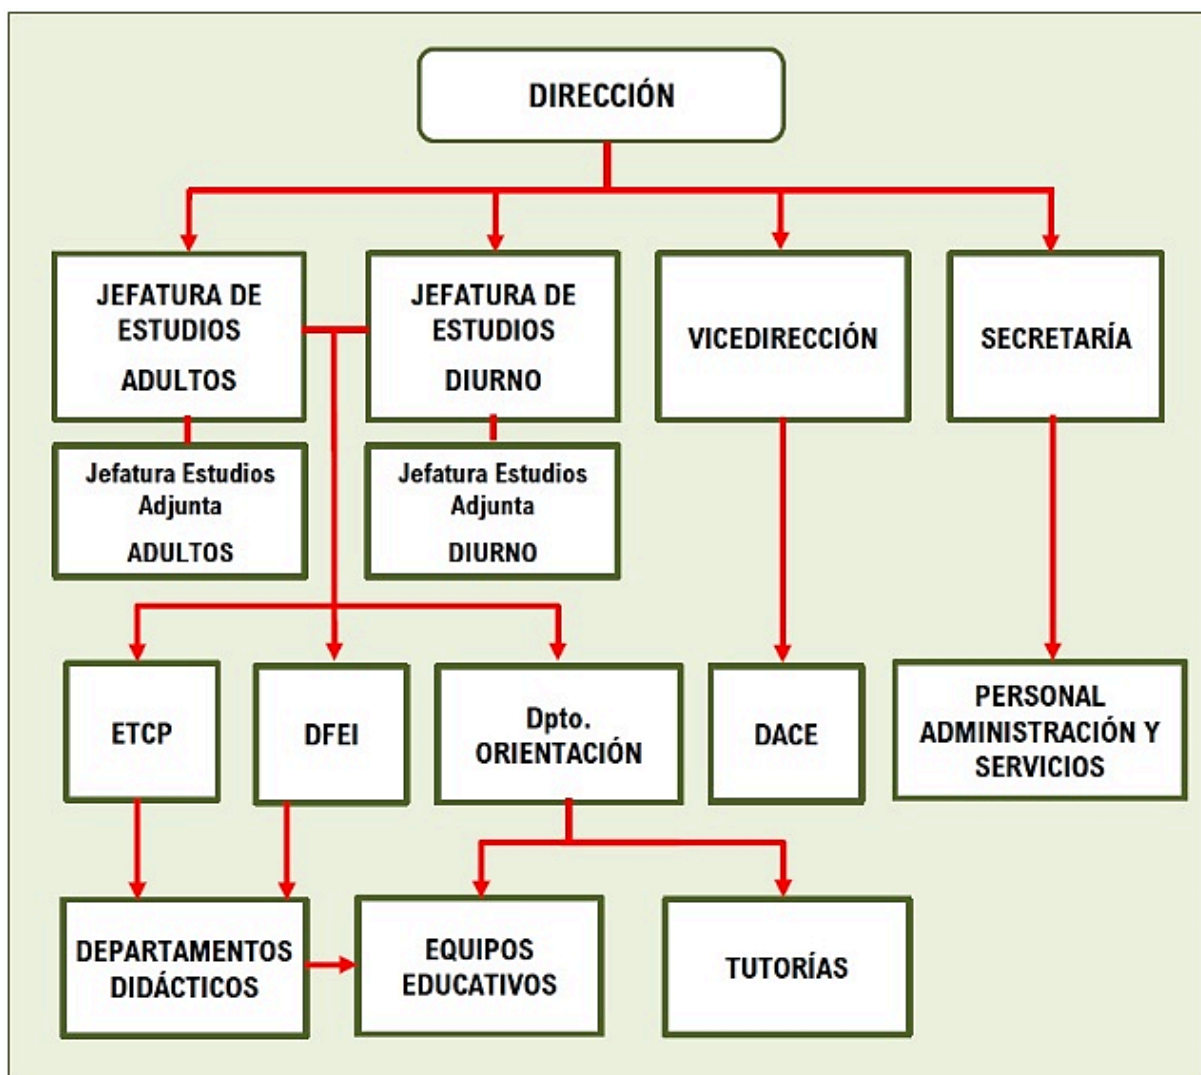 DIRECCIÓN
JEFATURA DE
ESTUDIOS
ADULTOS
JEFATURA DE
ESTUDIOS
DIURNO
VICEDIRECCIÓN
SECRETARÍA
Jefatura Estudios
Adjunta
ADULTOS
Jefatura Estudios
Adjunta
DIURNO
ETCP
DFEI
Dpto.
ORIENTACIÓN
DACE
PERSONAL
ADMINISTRACIÓN Y
SERVICIOS
DEPARTAMENTOS
DIDÁCTICOS
EQUIPOS
EDUCATIVOS
TUTORÍAS